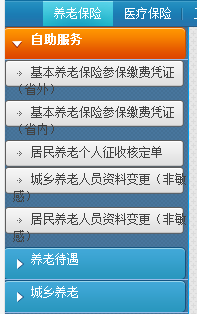 养老保险 医疗保险
自助服务
基本养老保险参保缴费凭证
（省外）
基本养老保险参保缴费凭证
（省内）
居民养老个人征收核定单
城乡养老人员资料变更（非敏
感）
居民养老人员资料变更（非敏
感）
养老待遇
城乡养老